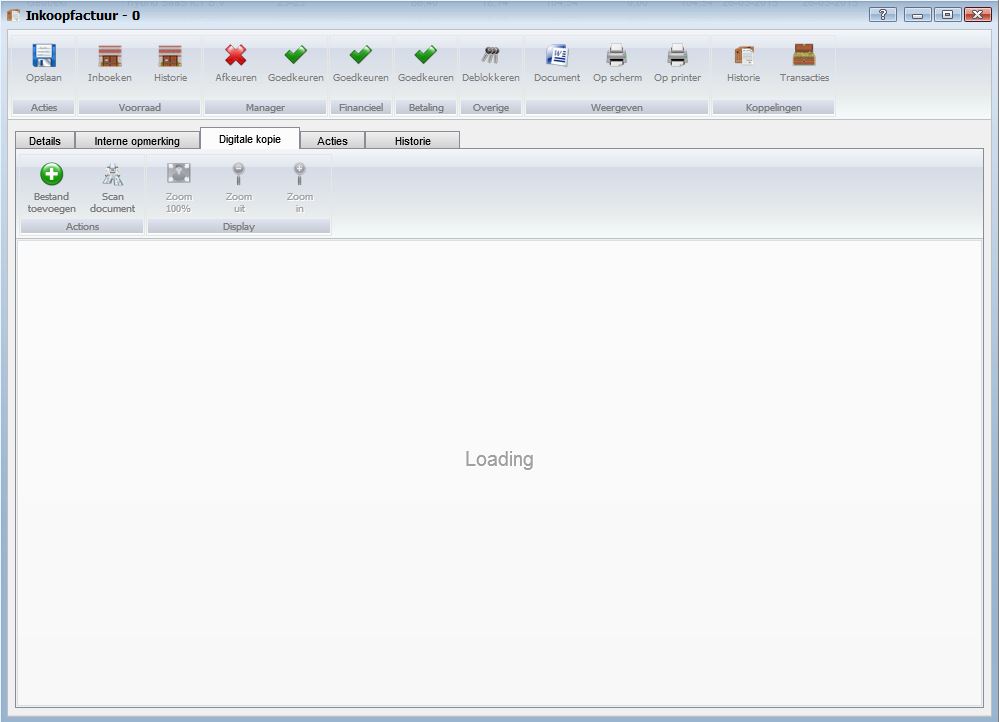 Inkoopfactuur - 0
Opslaan Inboeken Historie Afkeuren Goedkeuren Goedkeuren Goedkeuren Deblokkeren Document Op scherm Op printer Historie Transacties
Acties Voorraad Manager Financieel Betaling Overige Weergeven Koppelingen
Details Interne opmerking Digitale kopie Acties Historie
Bestand Scan Zoom Zoom Zoom
toevoegen document 100% uit in
Actions Display
Loading